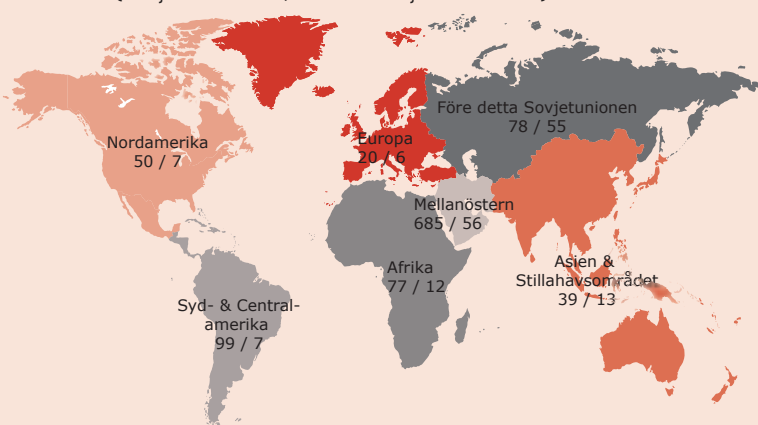 Före detta Sovjetunionen
78 / 55
Nordamerika
50 / 7
Europa
20 / 6
Mellanöstern
685 / 56
Afrika
77 / 12
Asien &
Stillahavsområdet
39 / 13
Syd- & Central-
amerika
99 / 7